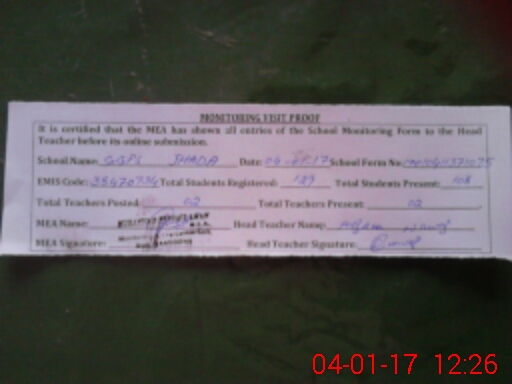 MONITORING VISIT PROOF
It is certified that the MEA has shown all entries of the School Monitoring Form to the Head
Teacher before its online submission.
School Name: GGPS Date: 04-01-17 School Form No:
EMIS Code: Total Students Registered: Total Students Present: 108
Total Teachers Posted: 02 Total Teachers Present: 02
MEA Name: Head Teacher Name:
MEA Signature: Head Teacher Signature:
04-01-17 12:26